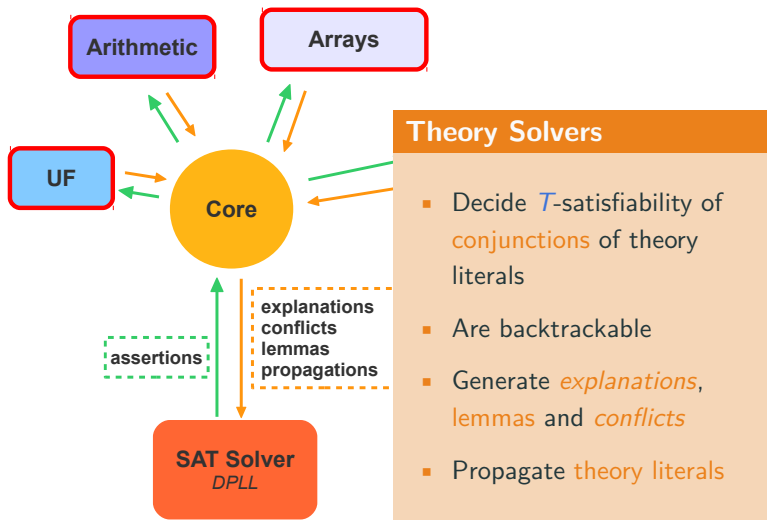 Arithmetic
Arrays
UF
Core
assertions
explanations
conflicts
lemmas
propagations
SAT Solver
DPLL
Theory Solvers
▪ Decide T-satisfiability of
conjunctions of theory
literals
▪ Are backtrackable
▪ Generate explanations,
lemmas and conflicts
▪ Propagate theory literals